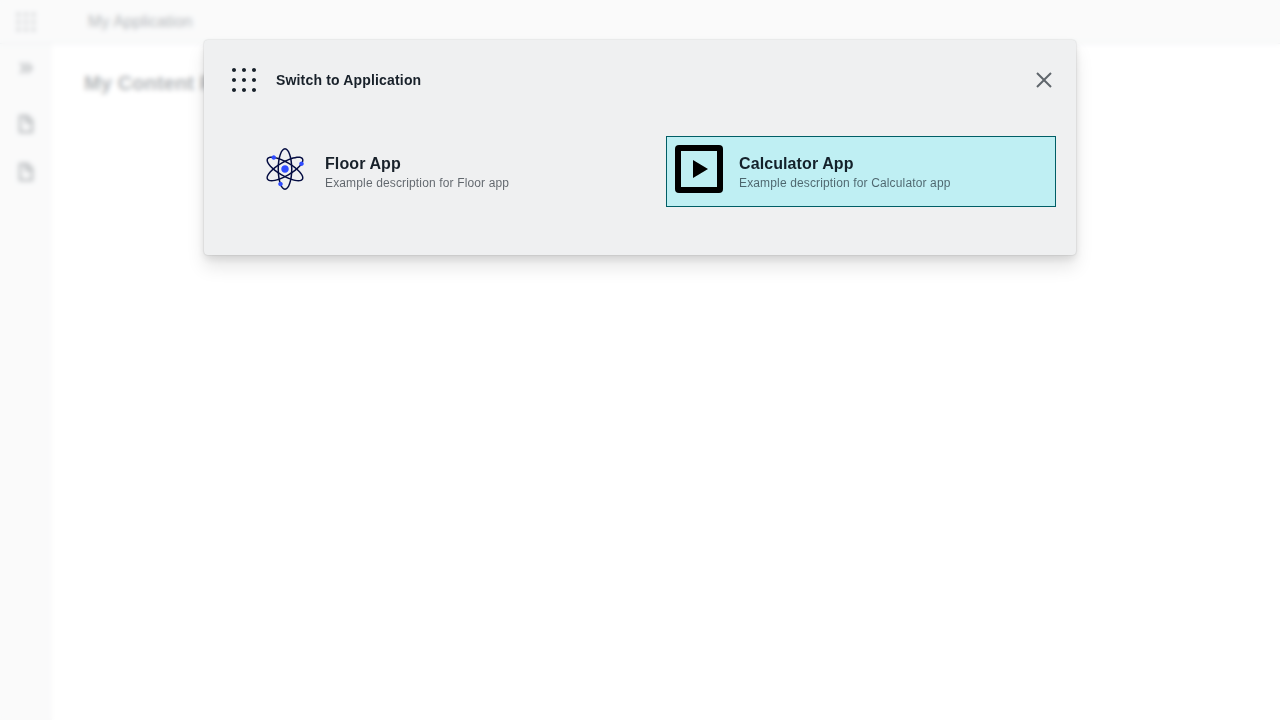 My Application
My Content
Switch to Application
Floor App
Example description for Floor app
Calculator App
Example description for Calculator app